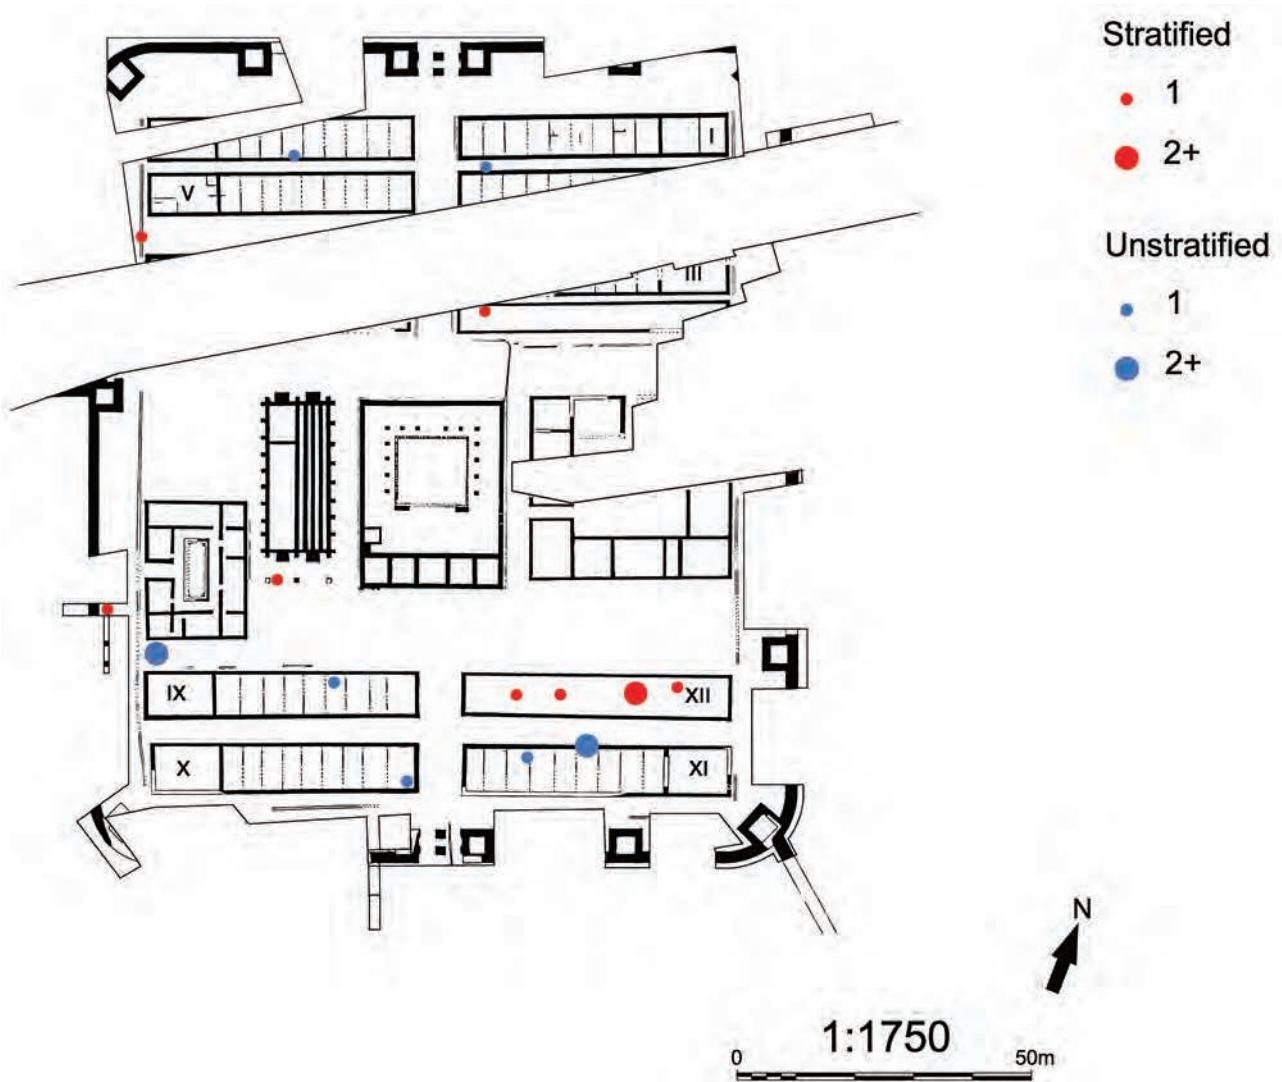 Stratified
1
2+
Unstratified
1
2+
I
V
III
IX
XII
X
XI
N
1:1750
0 50m